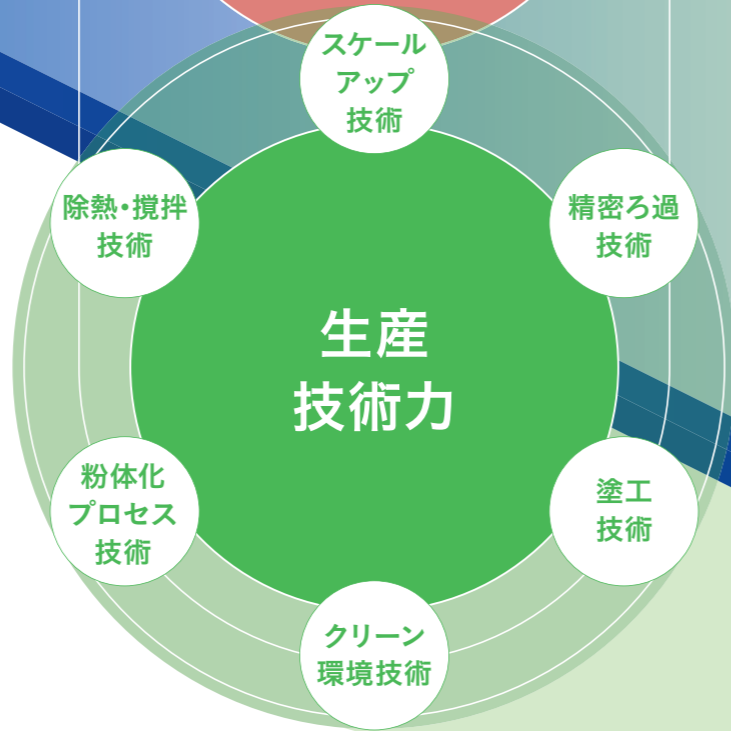 スケール
アップ
技術
除熱・撹拌
技術
精密ろ過
技術
生産
技術力
粉体化
プロセス
技術
塗工
技術
クリーン
環境技術